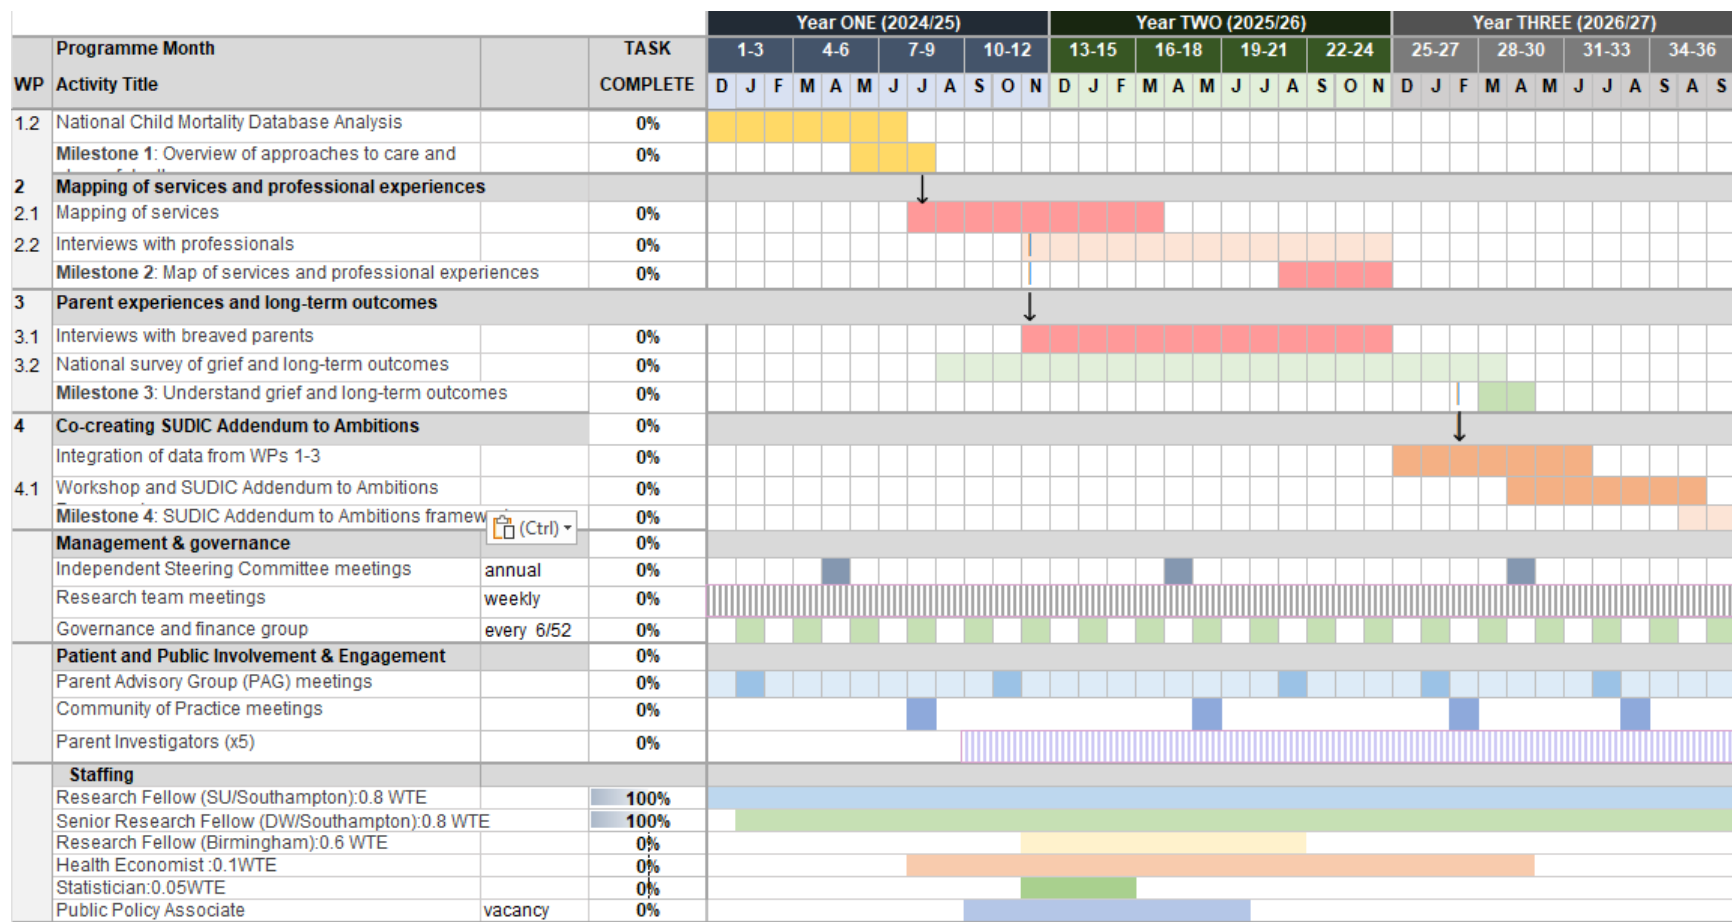 Year ONE (2024/25) Year TWO (2025/26) Year THREE (2026/27)
Programme Month TASK 1-3 4-6 7-9 10-12 13-15 16-18 19-21 22-24 25-27 28-30 31-33 34-36
WP Activity Title COMPLETE D J F M A M J J A S O N D J F M A M J J A S O N D J F M A M J J A S A S
1.2 National Child Mortality Database Analysis 0%
Milestone 1: Overview of approaches to care and 0%
2 Mapping of services and professional experiences
2.1 Mapping of services 0%
2.2 Interviews with professionals 0%
Milestone 2: Map of services and professional experiences 0%
3 Parent experiences and long-term outcomes
3.1 Interviews with breaved parents 0%
3.2 National survey of grief and long-term outcomes 0%
Milestone 3: Understand grief and long-term outcomes 0%
4 Co-creating SUDIC Addendum to Ambitions 0%
Integration of data from WPs 1-3 0%
4.1 Workshop and SUDIC Addendum to Ambitions 0%
Milestone 4: SUDIC Addendum to Ambitions framew 0%
(Ctrl)
Management & governance 0%
Independent Steering Committee meetings annual 0%
Research team meetings weekly 0%
Governance and finance group every 6/52 0%
Patient and Public Involvement & Engagement 0%
Parent Advisory Group (PAG) meetings 0%
Community of Practice meetings 0%
Parent Investigators (x5) 0%
Staffing
Research Fellow (SU/Southampton):0.8 WTE 100%
Senior Research Fellow (DW/Southampton):0.8 WTE 100%
Research Fellow (Birmingham):0.6 WTE 0%
Health Economist :0.1WTE 0%
Statistician:0.05WTE 0%
Public Policy Associate vacancy 0%